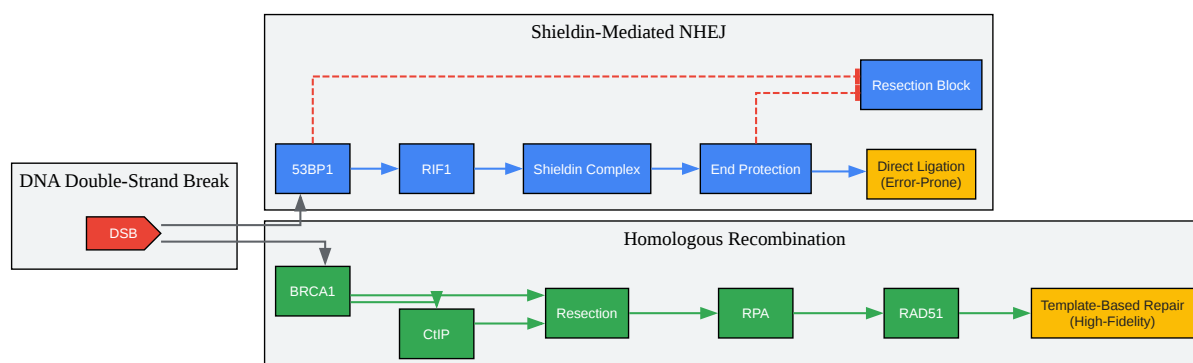 Shieldin-Mediated NHEJ
Resection Block
53BP1
RIF1
Shieldin Complex
End Protection
Direct Ligation
(Error-Prone)
DNA Double-Strand Break
DSB
Homologous Recombination
BRCA1
CtIP
Resection
RPA
RAD51
Template-Based Repair
(High-Fidelity)